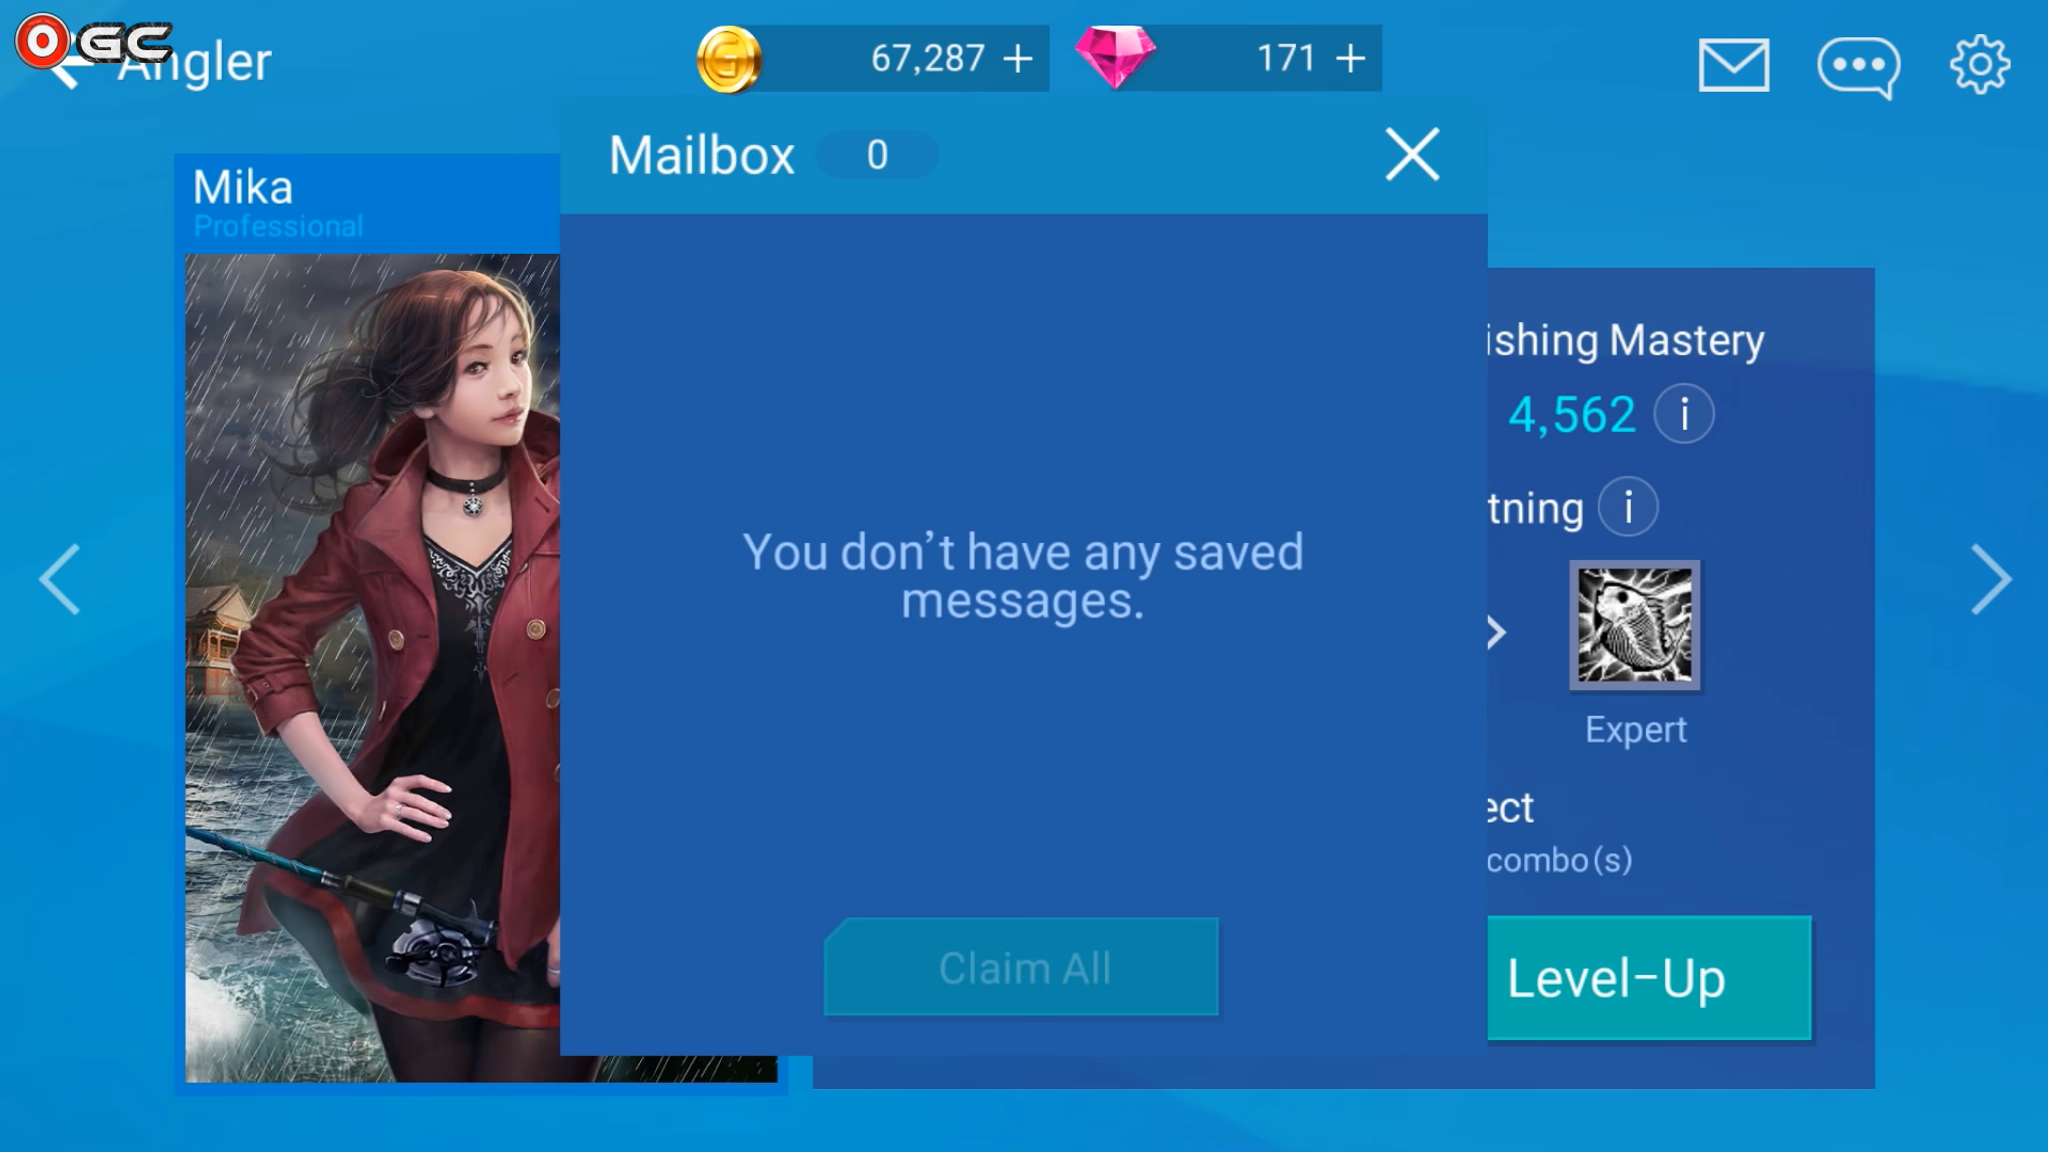 OGC
Angler
67,287 +
171 +
Mailbox 0
Mika
Professional
You don't have any saved
messages.
Claim All
ishing Mastery
4,562 i
tning i
Expert
ect
combo(s)
Level-Up